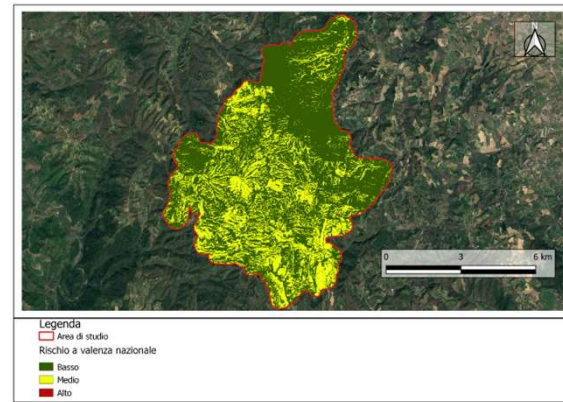 N
0 3 6 km
Legenda
Area di studio
Rischio a valenza nazionale
Basso
Medio
Alto